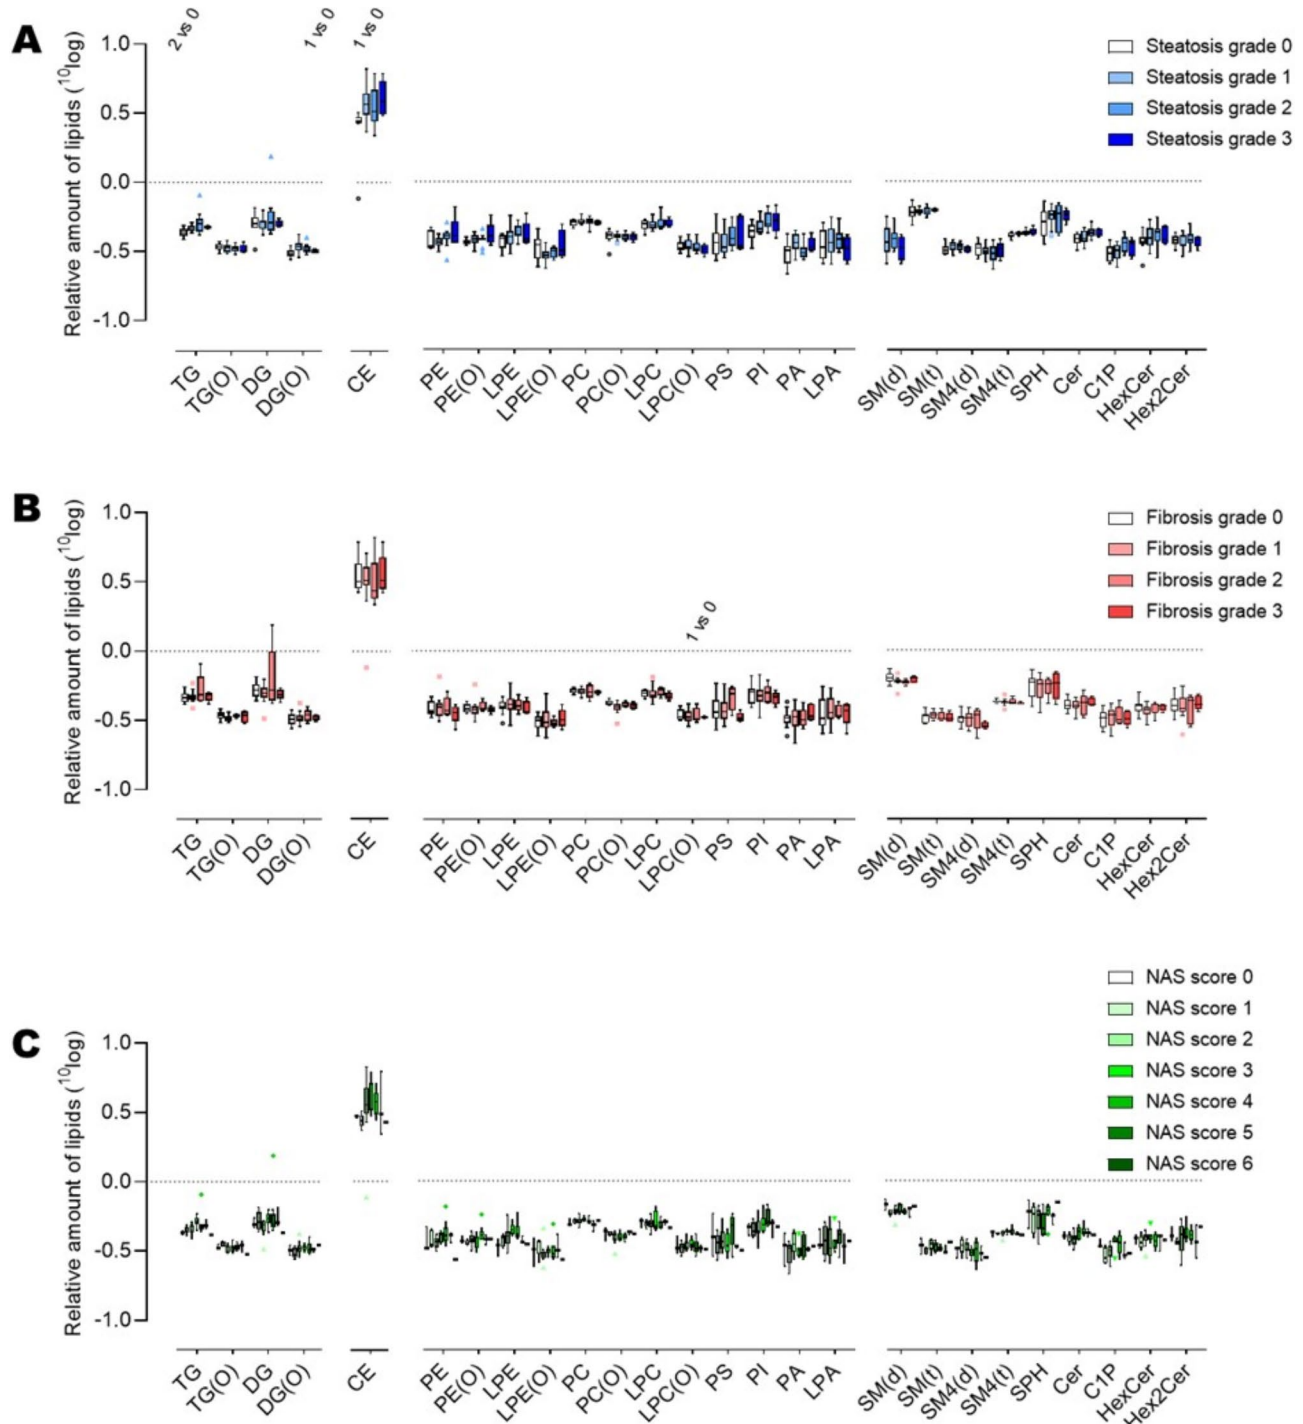 A
2 vs 0
1 vs 0
1 vs 0
Relative amount of lipids (10log)
1.0
0.5
0.0
-0.5
-1.0
Steatosis grade 0
Steatosis grade 1
Steatosis grade 2
Steatosis grade 3
TG
TG(O)
DG
DG(O)
CE
PE
PE(O)
LPE
LPE(O)
PC
PC(O)
LPC
LPC(O)
PS
PI
PA
LPA
SM(d)
SM(t)
SM4(d)
SM4(t)
SPH
Cer
C1P
HexCer
Hex2Cer
B
Relative amount of lipids (10log)
1.0
0.5
0.0
-0.5
-1.0
1 vs 0
Fibrosis grade 0
Fibrosis grade 1
Fibrosis grade 2
Fibrosis grade 3
TG
TG(O)
DG
DG(O)
CE
PE
PE(O)
LPE
LPE(O)
PC
PC(O)
LPC
LPC(O)
PS
PI
PA
LPA
SM(d)
SM(t)
SM4(d)
SM4(t)
SPH
Cer
C1P
HexCer
Hex2Cer
C
Relative amount of lipids (10log)
1.0
0.5
0.0
-0.5
-1.0
NAS score 0
NAS score 1
NAS score 2
NAS score 3
NAS score 4
NAS score 5
NAS score 6
TG
TG(O)
DG
DG(O)
CE
PE
PE(O)
LPE
LPE(O)
PC
PC(O)
LPC
LPC(O)
PS
PI
PA
LPA
SM(d)
SM(t)
SM4(d)
SM4(t)
SPH
Cer
C1P
HexCer
Hex2Cer